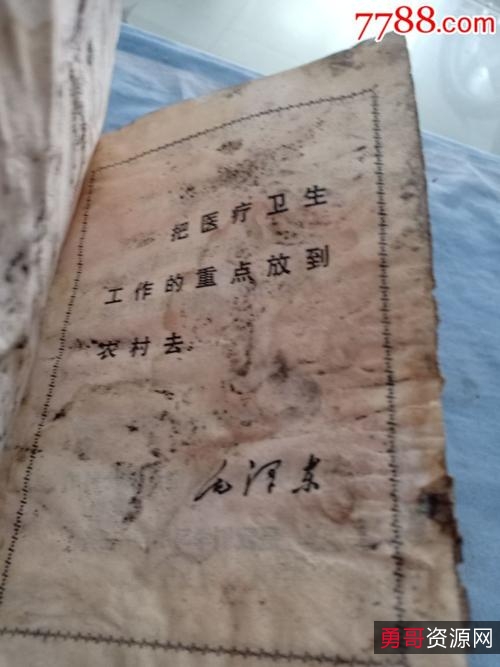 7788.com
把医疗卫生
工作的重点放到
农村去。
毛泽东
勇哥资源网